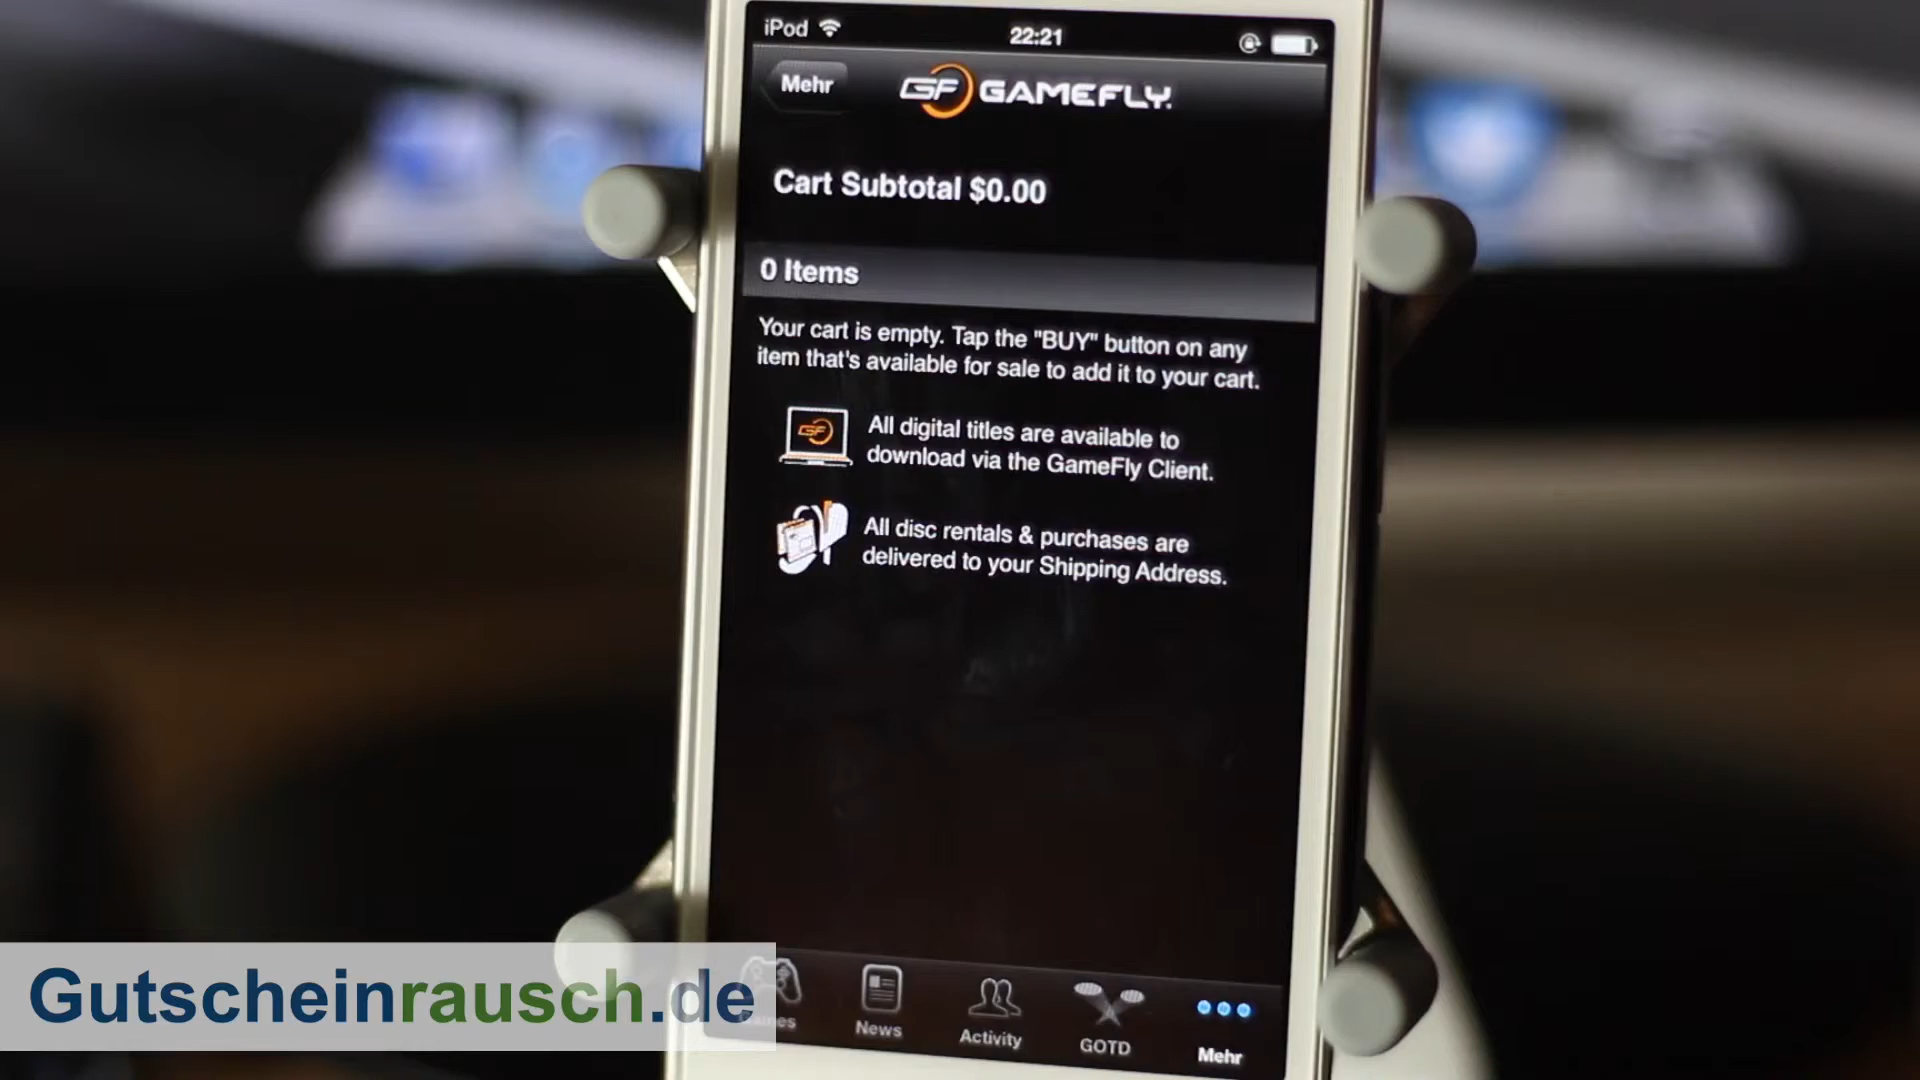 iPod 22:21
Mehr GF GAMEFLY.
Cart Subtotal $0.00
0 Items
Your cart is empty. Tap the "BUY" button on any
item that's available for sale to add it to your cart.
GF
All digital titles are available to
download via the GameFly Client.
All disc rentals & purchases are
delivered to your Shipping Address.
Gutscheinrausch.de
Games News Activity GOTD Mehr